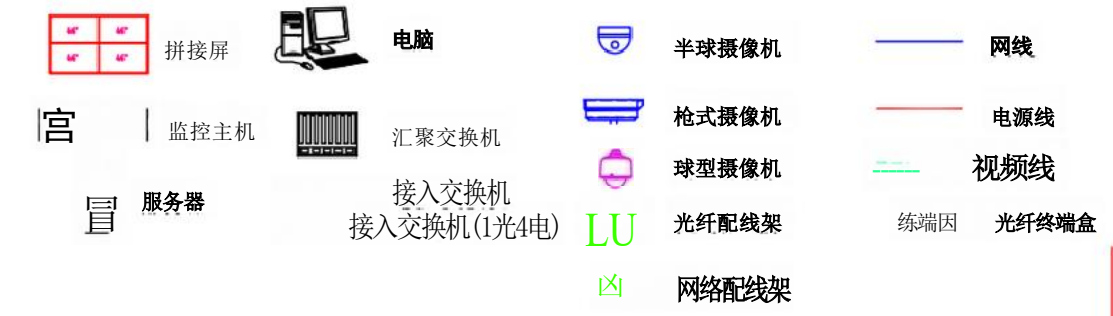 46" 46" 拼接屏 电脑 半球摄像机 网线
46" 46"
宫 监控主机 汇聚交换机 枪式摄像机 电源线
球型摄像机 视频线
冒 服务器 接入交换机
接入交换机(1光4电) LU 光纤配线架 练端因 光纤终端盒
凶 网络配线架